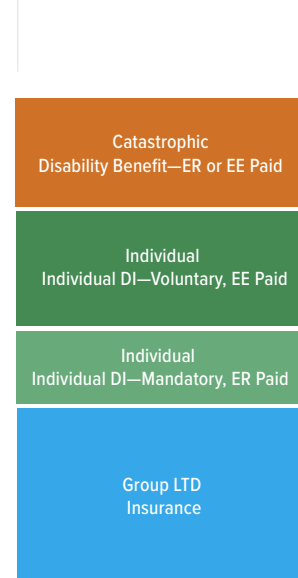 Catastrophic
Disability Benefit—ER or EE Paid
Individual
Individual DI—Voluntary, EE Paid
Individual
Individual DI—Mandatory, ER Paid
Group LTD
Insurance